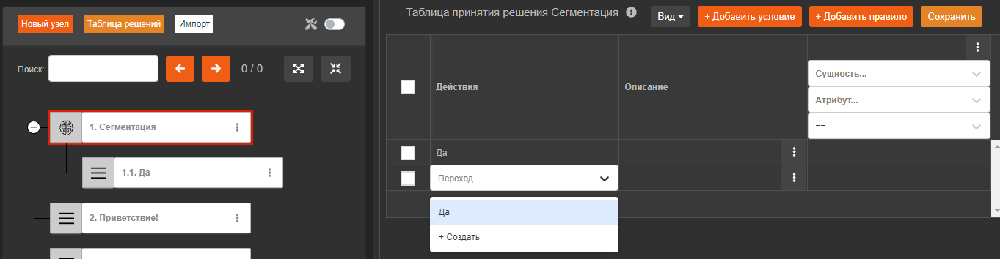 Новый узел
Таблица решений
Импорт
Поиск:
0 / 0
1. Сегментация
1.1. Да
2. Приветствие!
Таблица принятия решения Сегментация
Вид
+ Добавить условие
+ Добавить правило
Сохранить
Действия
Описание
Сущность...
Атрибут...
==
Да
Переход...
Да
+ Создать